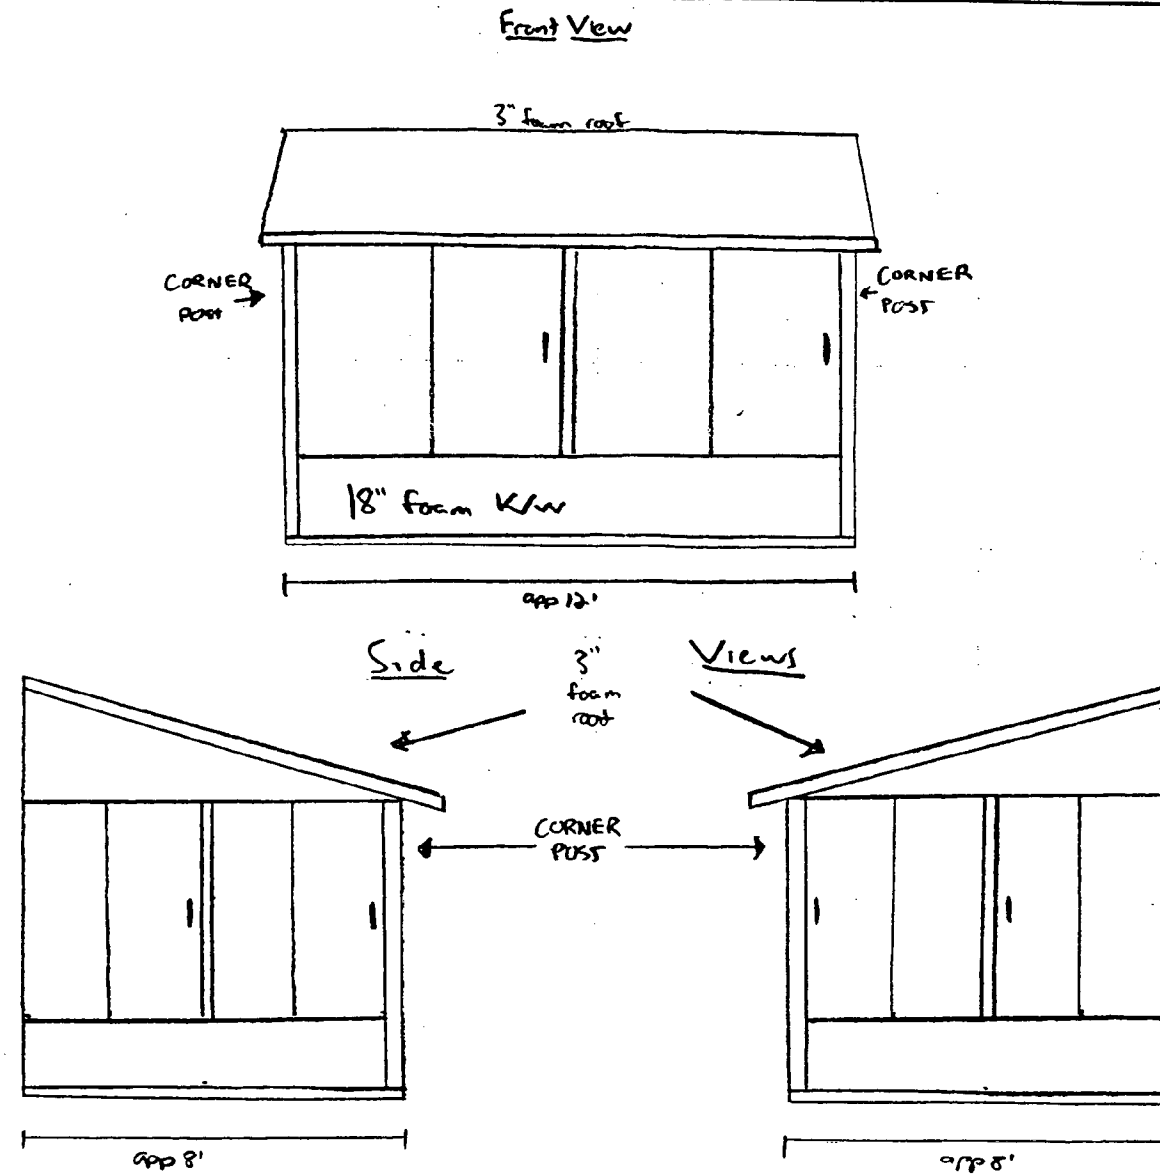 Front View
3" foam roof
CORNER
POST
CORNER
POST
18" foam K/W
app 12'
Side
3"
foam
roof
Views
CORNER
POST
app 8'
app 8'